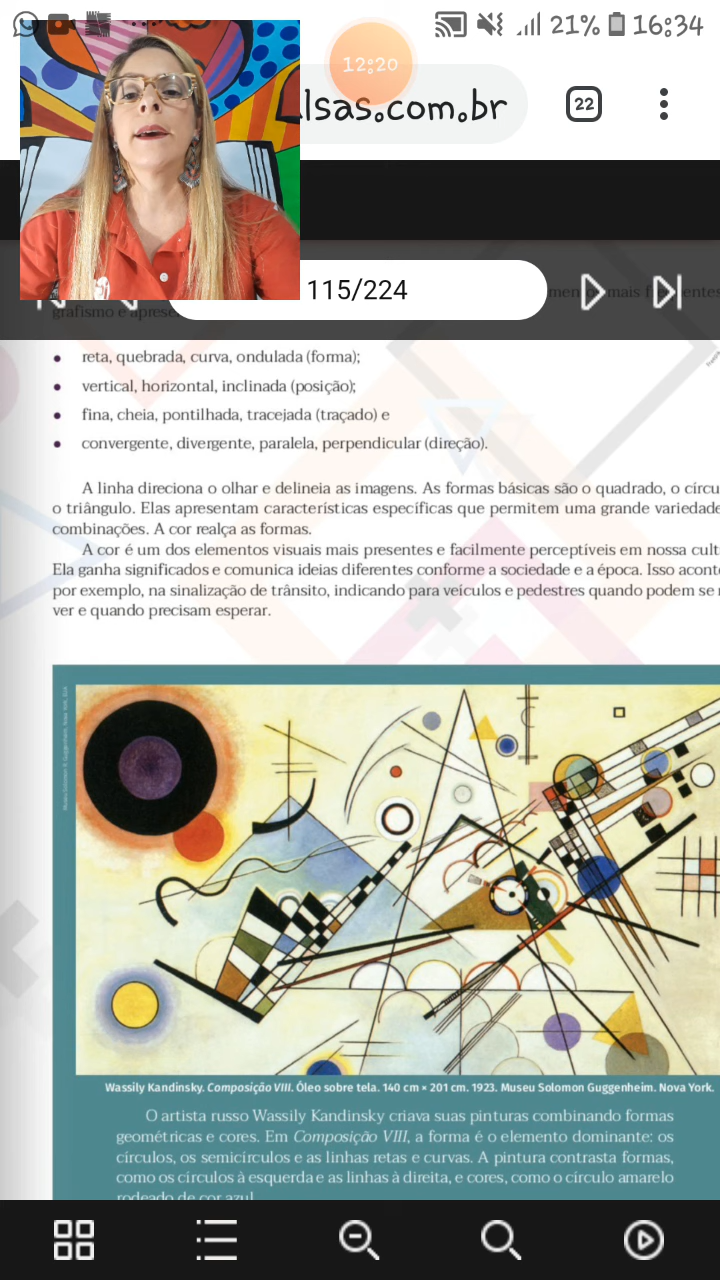 21% 16:34
12:20
lsas.com.br
22
115/224
mais
grafismo e
reta, quebrada, curva, ondulada (forma);
vertical, horizontal, inclinada (posição);
fina, cheia, pontilhada, tracejada (traçado) e
convergente, divergente, paralela, perpendicular (direção).
A linha direciona o olhar e delineia as imagens. As formas básicas são o quadrado, o círcu
o triângulo. Elas apresentam características específicas que permitem uma grande variedade
combinações. A cor realça as formas.
A cor é um dos elementos visuais mais presentes e facilmente perceptíveis em nossa cult
Ela ganha significados e comunica ideias diferentes conforme a sociedade e a época. Isso acont
por exemplo, na sinalização de trânsito, indicando para veículos e pedestres quando podem se
ver e quando precisam esperar.
Wassily Kandinsky. Composição VIII. Óleo sobre tela. 140 cm × 201 cm. 1923. Museu Solomon Guggenheim. Nova York.
O artista russo Wassily Kandinsky criava suas pinturas combinando formas
geométricas e cores. Em Composição VIII, a forma é o elemento dominante: os
círculos, os semicírculos e as linhas retas e curvas. A pintura contrasta formas,
como os círculos à esquerda e as linhas à direita, e cores, como o círculo amarelo
rodeado de cor azul